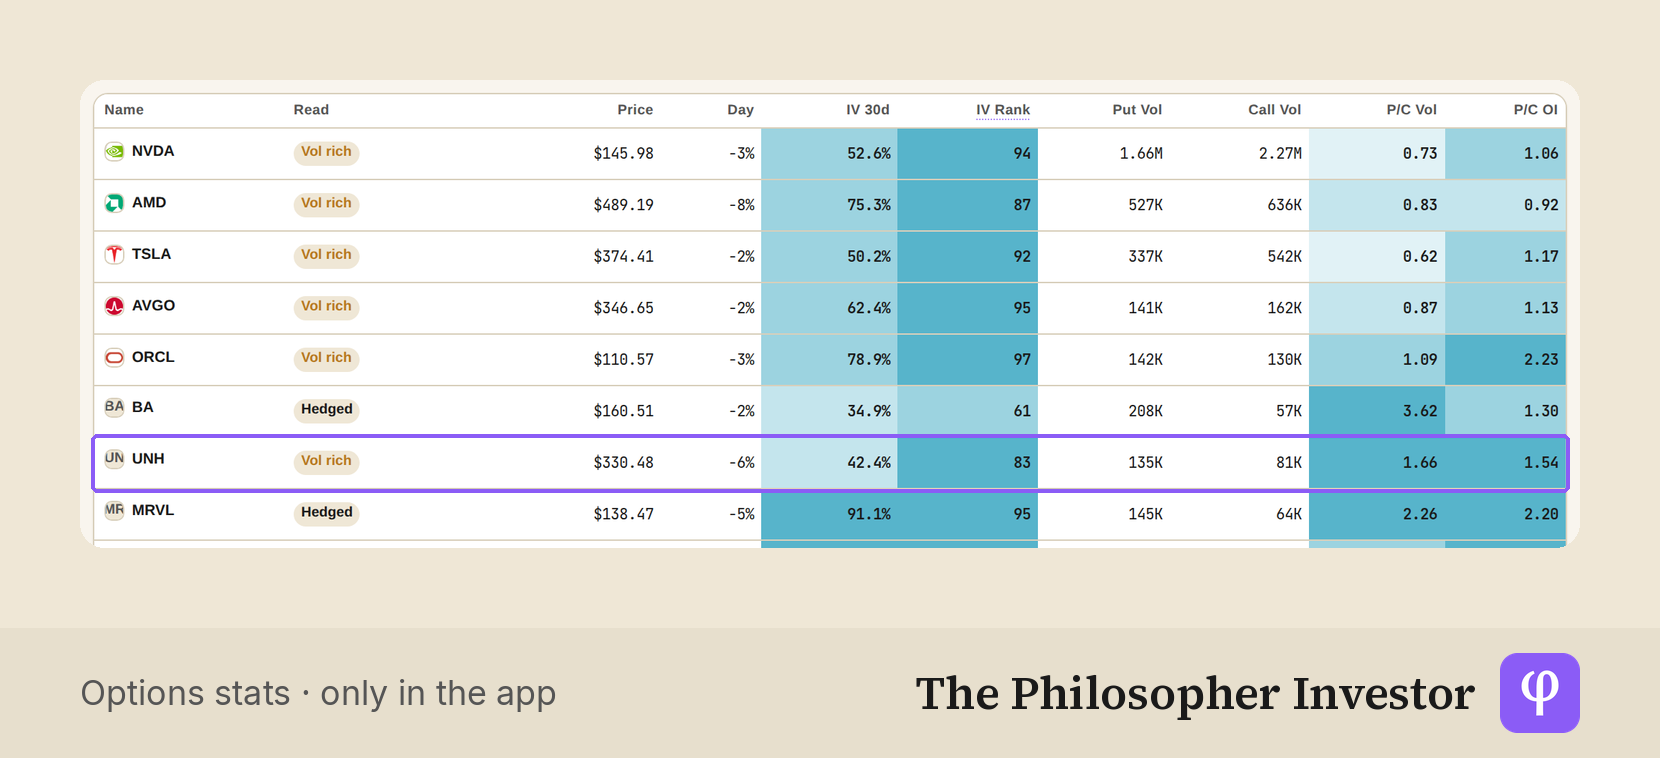 Name Read Price Day IV 30d IV Rank Put Vol Call Vol P/C Vol P/C OI
NVDA Vol rich $145.98 -3% 52.6% 94 1.66M 2.27M 0.73 1.06
AMD Vol rich $489.19 -8% 75.3% 87 527K 636K 0.83 0.92
TSLA Vol rich $374.41 -2% 50.2% 92 337K 542K 0.62 1.17
AVGO Vol rich $346.65 -2% 62.4% 95 141K 162K 0.87 1.13
ORCL Vol rich $110.57 -3% 78.9% 97 142K 130K 1.09 2.23
BA BA Hedged $160.51 -2% 34.9% 61 208K 57K 3.62 1.30
UN UNH Vol rich $330.48 -6% 42.4% 83 135K 81K 1.66 1.54
MR MRVL Hedged $138.47 -5% 91.1% 95 145K 64K 2.26 2.20
Options stats · only in the app
The Philosopher Investor φ